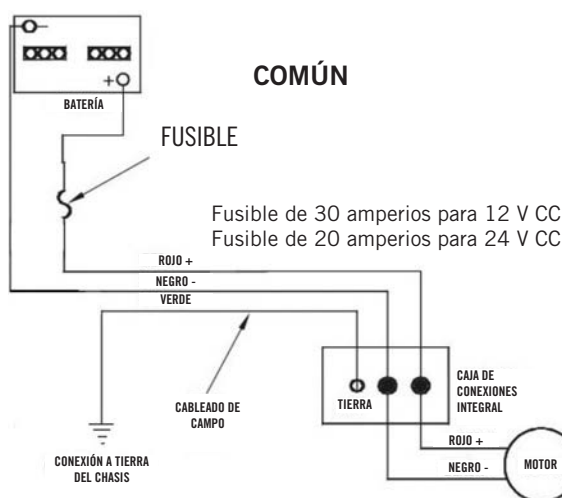 +
BATERÍA
COMÚN
FUSIBLE
Fusible de 30 amperios para 12 V CC
Fusible de 20 amperios para 24 V CC
ROJO +
NEGRO -
VERDE
CABLEADO DE
CAMPO
CONEXIÓN A TIERRA
DEL CHASIS
TIERRA
CAJA DE
CONEXIONES
INTEGRAL
ROJO +
NEGRO -
MOTOR